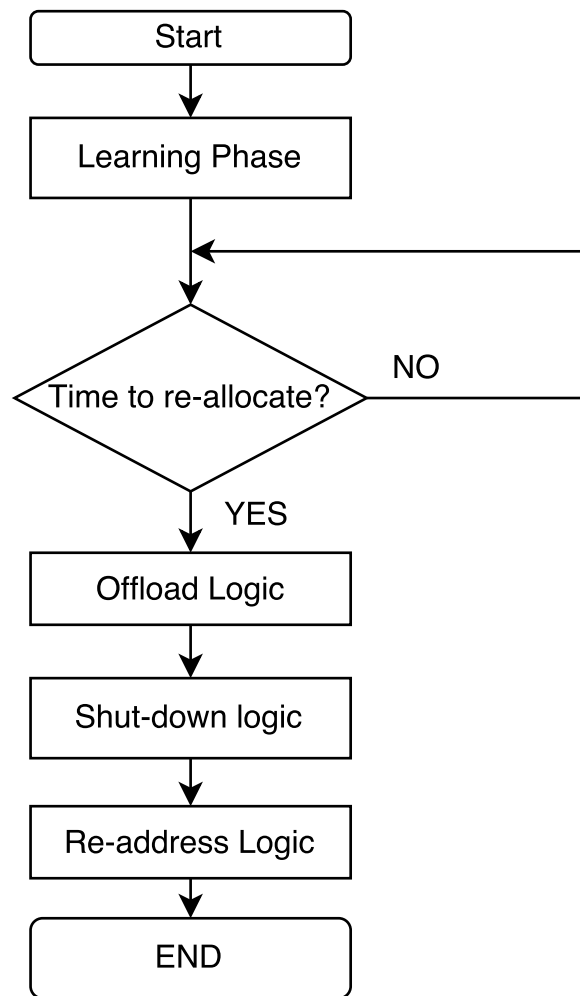 Start
Learning Phase
Time to re-allocate?
NO
YES
Offload Logic
Shut-down logic
Re-address Logic
END